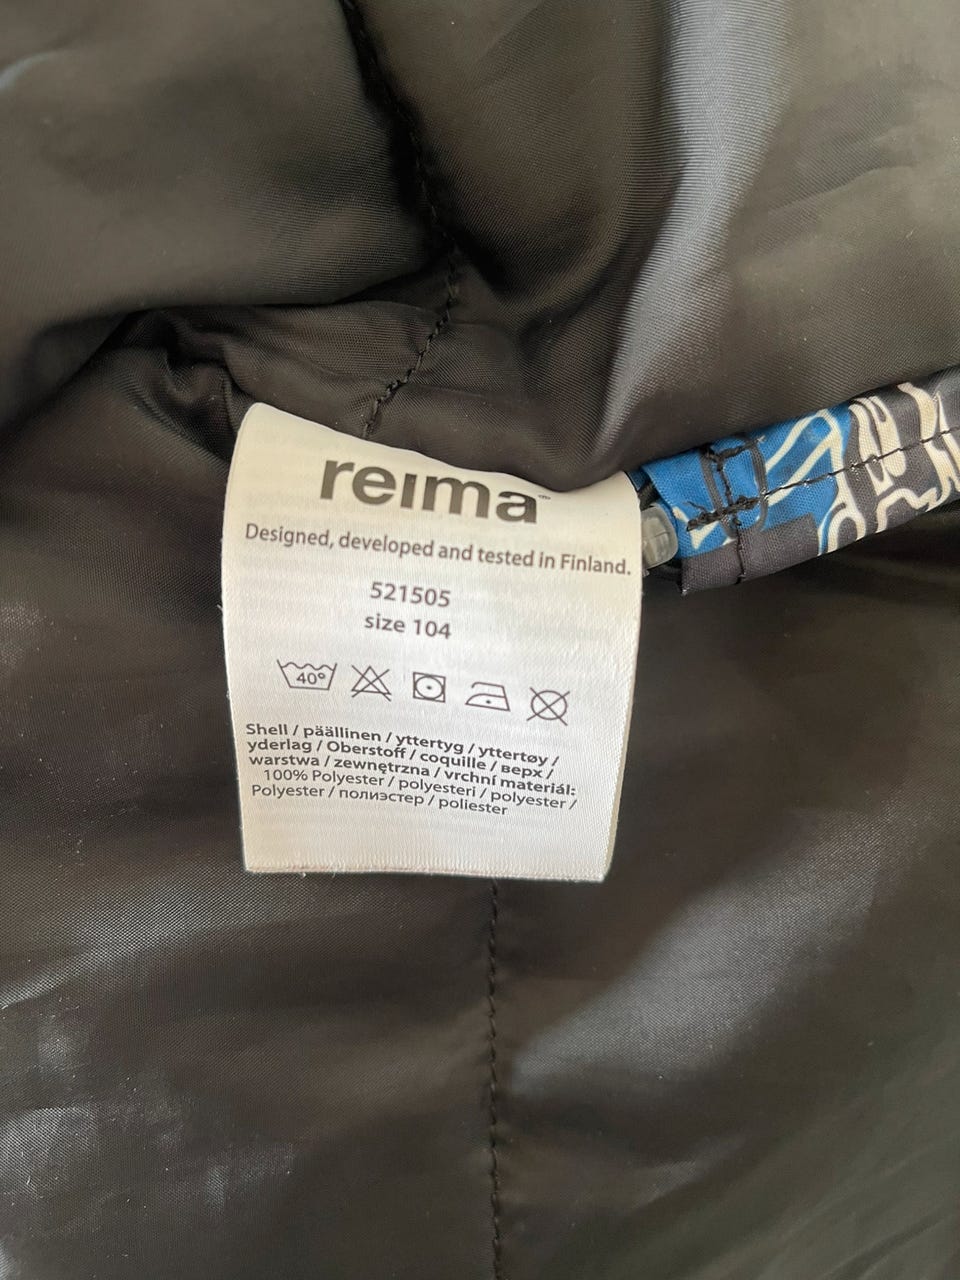 reima
Designed, developed and tested in Finland.
521505
size 104
40°
Shell / päällinen / yttertyg / yttertøy /
yderlag / Oberstoff / coquille / верх /
warstwa / zewnętrzna / vrchní materiál:
100% Polyester / polyesteri / polyester /
Polyester / полиэстер / poliester